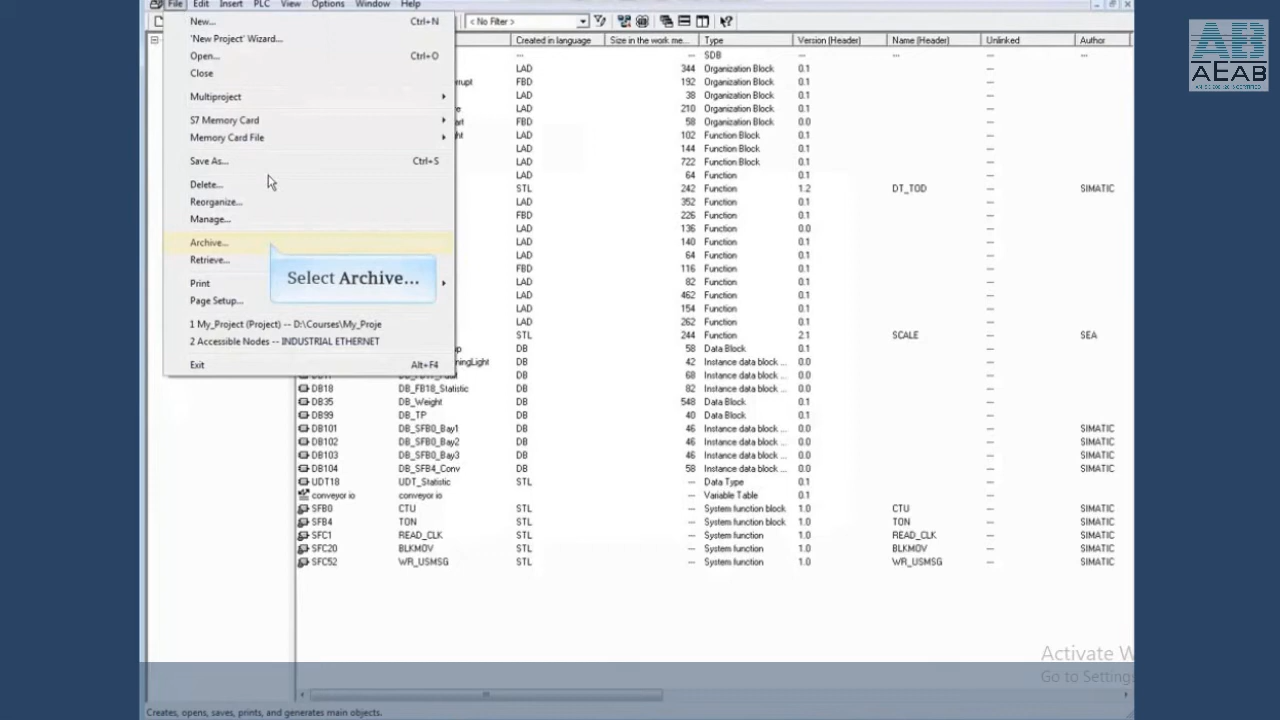 File Edit Insert PLC View Options Window Help
New... Ctrl+N
'New Project' Wizard...
Open... Ctrl+O
Close
Multiproject
S7 Memory Card
Memory Card File
Save As... Ctrl+S
Delete...
Reorganize...
Manage...
Archive...
Retrieve...
Print
Page Setup...
1 My_Project (Project) -- D:\Courses\My_Proje
2 Accessible Nodes -- INDUSTRIAL ETHERNET
Exit Alt+F4
Select Archive...
< No Filter >
Created in language Size in the work me... Type Version (Header) Name (Header) Unlinked Author
--- --- SDB --- --- --- ---
LAD 344 Organization Block 0.1 ---
rrupt FBD 192 Organization Block 0.1 ---
LAD 38 Organization Block 0.1 ---
LAD 210 Organization Block 0.1 ---
FBD 58 Organization Block 0.0 ---
LAD 102 Function Block 0.1 ---
LAD 144 Function Block 0.1 ---
LAD 722 Function Block 0.1 ---
LAD 64 Function 0.1 ---
STL 242 Function 1.2 DT_TOD --- SIMATIC
LAD 352 Function 0.1 ---
FBD 226 Function 0.1 ---
LAD 136 Function 0.0 ---
LAD 140 Function 0.1 ---
LAD 64 Function 0.1 ---
FBD 116 Function 0.1 ---
LAD 82 Function 0.1 ---
LAD 462 Function 0.1 ---
LAD 154 Function 0.1 ---
LAD 262 Function 0.1 ---
STL 244 Function 2.1 SCALE --- SEA
DB 58 Data Block 0.1 ---
ningLight DB 42 Instance data block ... 0.0 ---
DB 68 Instance data block ... 0.0 ---
DB18 DB_FB18_Statistic DB 82 Instance data block ... 0.0 ---
DB35 DB_Weight DB 548 Data Block 0.1 ---
DB99 DB_TP DB 40 Data Block 0.1 ---
DB101 DB_SFB0_Bay1 DB 46 Instance data block ... 0.0 --- SIMATIC
DB102 DB_SFB0_Bay2 DB 46 Instance data block ... 0.0 --- SIMATIC
DB103 DB_SFB0_Bay3 DB 46 Instance data block ... 0.0 --- SIMATIC
DB104 DB_SFB4_Conv DB 58 Instance data block ... 0.0 --- SIMATIC
UDT18 UDT_Statistic STL --- Data Type 0.1 ---
conveyor io conveyor io --- Variable Table 0.1 ---
SFB0 CTU STL --- System function block 1.0 CTU --- SIMATIC
SFB4 TON STL --- System function block 1.0 TON --- SIMATIC
SFC1 READ_CLK STL --- System function 1.0 READ_CLK --- SIMATIC
SFC20 BLKMOV STL --- System function 1.0 BLKMOV --- SIMATIC
SFC52 WR_USMSG STL --- System function 1.0 WR_USMSG --- SIMATIC
Activate W
Go to Settings
Creates, opens, saves, prints, and generates main objects.
AEAB